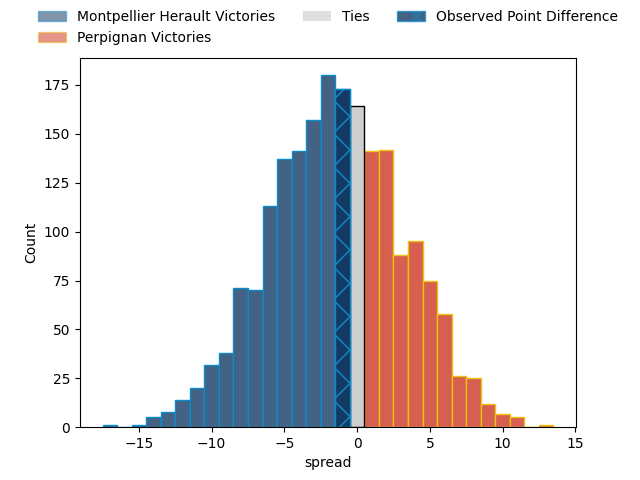 Montpellier Herault Victories
Ties
Observed Point Difference
Perpignan Victories
175
150
125
100
75
50
25
0
Count
−15
−10
−5
0
5
10
15
spread